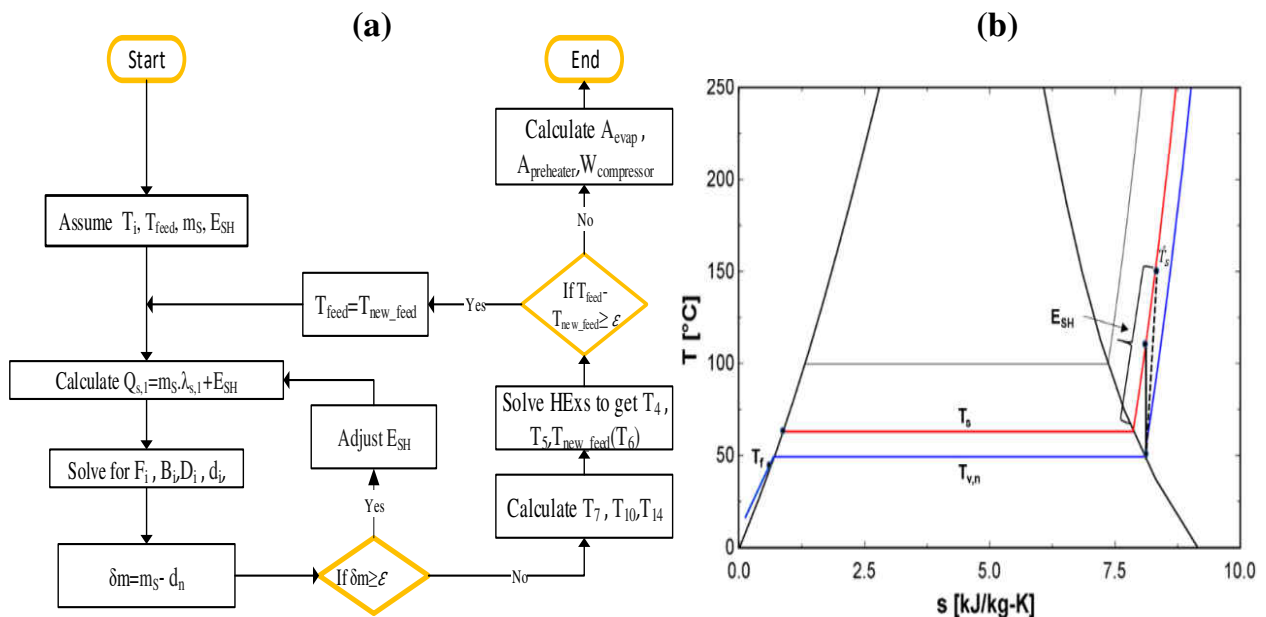 (a)
Start
End
Assume T_i, T_feed, m_S, E_SH
Calculate Q_s,1=m_S.λ_s,1+E_SH
Solve for F_i , B_i,D_i , d_i,
δm=m_S- d_n
If δm≥ε
Yes
Adjust E_SH
No
Calculate T_7 , T_10,T_14
Solve HExs to get T_4 ,
T_5,T_new_feed(T_6)
If T_feed-
T_new_feed≥ ε
Yes
T_feed=T_new_feed
No
Calculate A_evap ,
A_preheater,W_compressor
(b)
250
200
150
100
50
0
T [°C]
0.0
2.5
5.0
7.5
10.0
s [kJ/kg-K]
T_f
T_s
T_v,n
E_SH